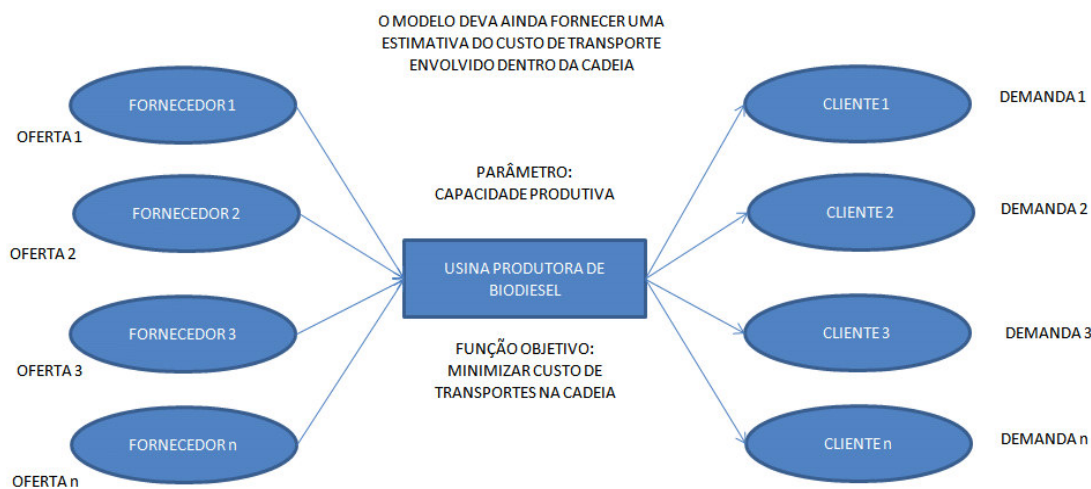 O MODELO DEVA AINDA FORNECER UMA
ESTIMATIVA DO CUSTO DE TRANSPORTE
ENVOLVIDO DENTRO DA CADEIA
FORNECEDOR 1
OFERTA 1
FORNECEDOR 2
OFERTA 2
FORNECEDOR 3
OFERTA 3
FORNECEDOR n
OFERTA n
PARÂMETRO:
CAPACIDADE PRODUTIVA
USINA PRODUTORA DE
BIODIESEL
FUNÇÃO OBJETIVO:
MINIMIZAR CUSTO DE
TRANSPORTES NA CADEIA
CLIENTE 1
DEMANDA 1
CLIENTE 2
DEMANDA 2
CLIENTE 3
DEMANDA 3
CLIENTE n
DEMANDA n